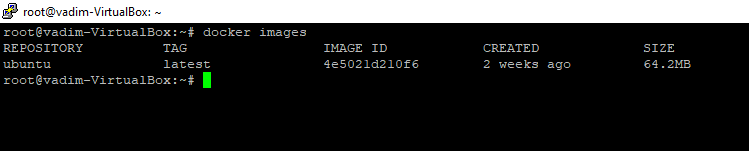 root@vadim-VirtualBox: ~
root@vadim-VirtualBox:~# docker images
REPOSITORY TAG IMAGE ID CREATED SIZE
ubuntu latest 4e5021d210f6 2 weeks ago 64.2MB
root@vadim-VirtualBox:~#